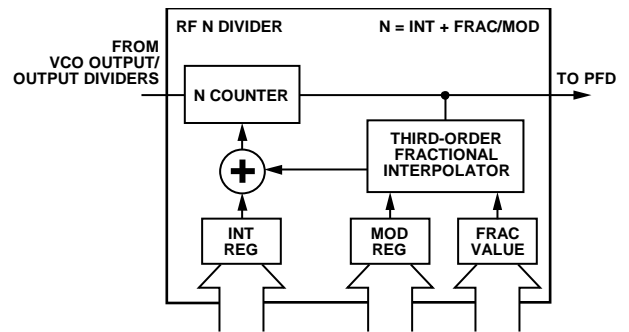 RF N DIVIDER
N = INT + FRAC/MOD
FROM
VCO OUTPUT/
OUTPUT DIVIDERS
TO PFD
N COUNTER
THIRD-ORDER
FRACTIONAL
INTERPOLATOR
+
INT
REG
MOD
REG
FRAC
VALUE